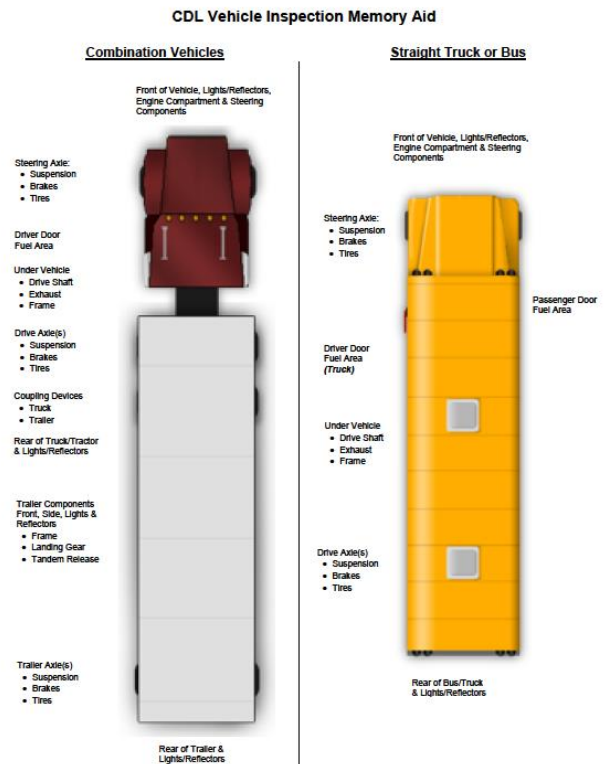 CDL Vehicle Inspection Memory Aid
Combination Vehicles
Front of Vehicle, Lights/Reflectors,
Engine Compartment & Steering
Components
Steering Axle:
• Suspension
• Brakes
• Tires
Driver Door
Fuel Area
Under Vehicle
• Drive Shaft
• Exhaust
• Frame
Drive Axle(s)
• Suspension
• Brakes
• Tires
Coupling Devices
• Truck
• Trailer
Rear of Truck/Tractor
& Lights/Reflectors
Trailer Components
Front, Side, Lights &
Reflectors
• Frame
• Landing Gear
• Tandem Release
Trailer Axle(s)
• Suspension
• Brakes
• Tires
Rear of Trailer &
Lights/Reflectors
Straight Truck or Bus
Front of Vehicle, Lights/Reflectors,
Engine Compartment & Steering
Components
Steering Axle:
• Suspension
• Brakes
• Tires
Passenger Door
Fuel Area
Driver Door
Fuel Area
(Truck)
Under Vehicle
• Drive Shaft
• Exhaust
• Frame
Drive Axle(s)
• Suspension
• Brakes
• Tires
Rear of Bus/Truck
& Lights/Reflectors